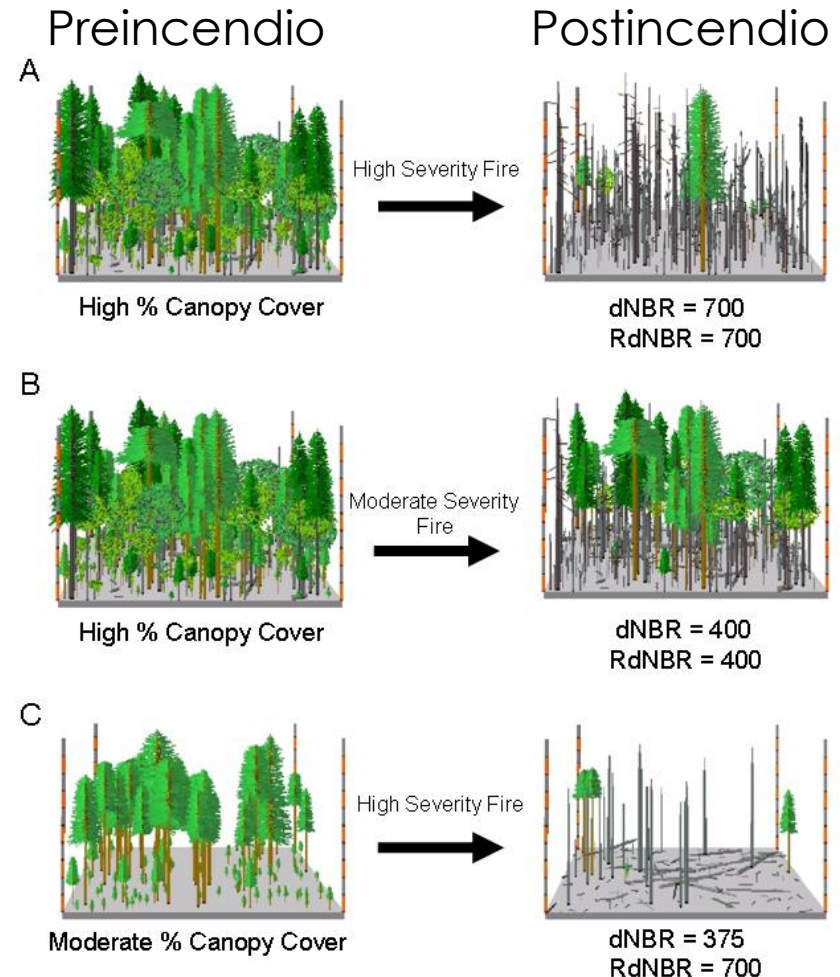 Preincendio
Postincendio
A
High Severity Fire
High % Canopy Cover
dNBR = 700
RdNBR = 700
B
Moderate Severity
Fire
High % Canopy Cover
dNBR = 400
RdNBR = 400
C
High Severity Fire
Moderate % Canopy Cover
dNBR = 375
RdNBR = 700